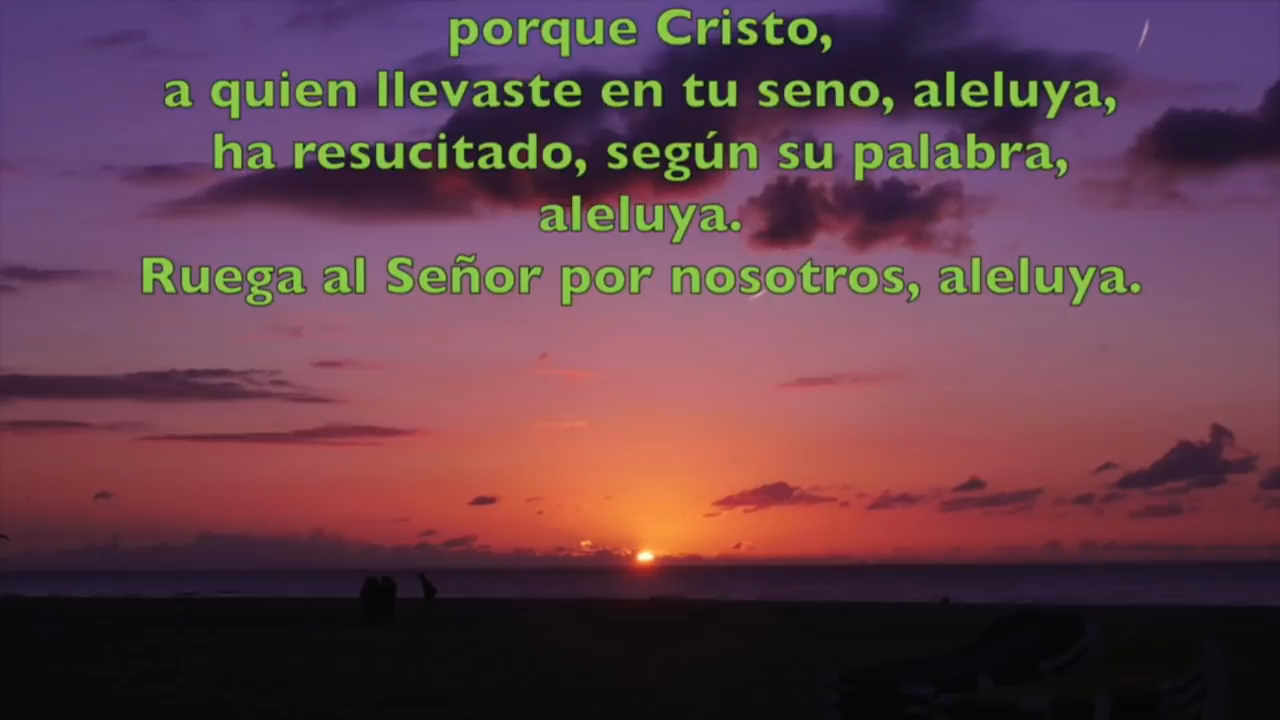 porque Cristo,
a quien llevaste en tu seno, aleluya,
ha resucitado, según su palabra,
aleluya.
Ruega al Señor por nosotros, aleluya.